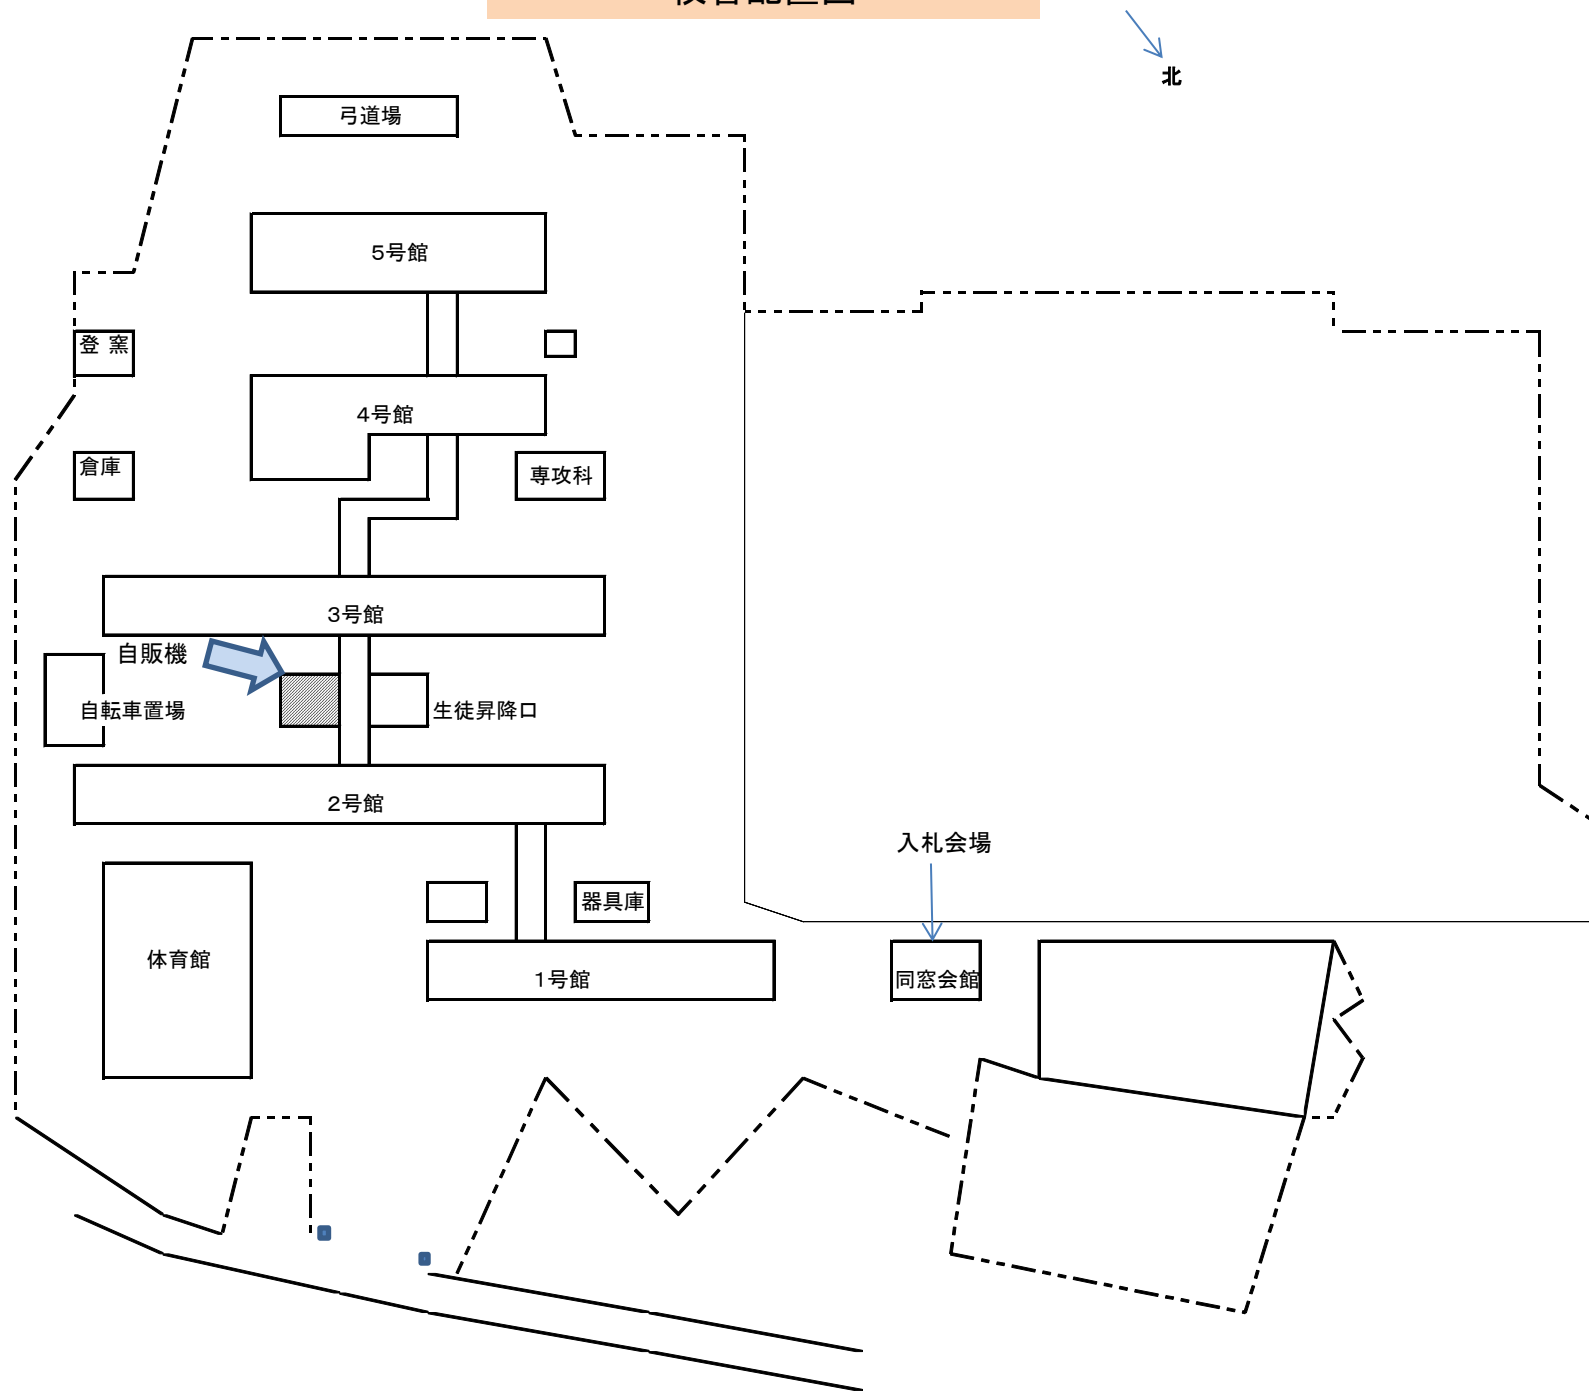 北
弓道場
5号館
登 窯
4号館
倉庫
専攻科
3号館
自販機
自転車置場
生徒昇降口
2号館
入札会場
器具庫
体育館
1号館
同窓会館